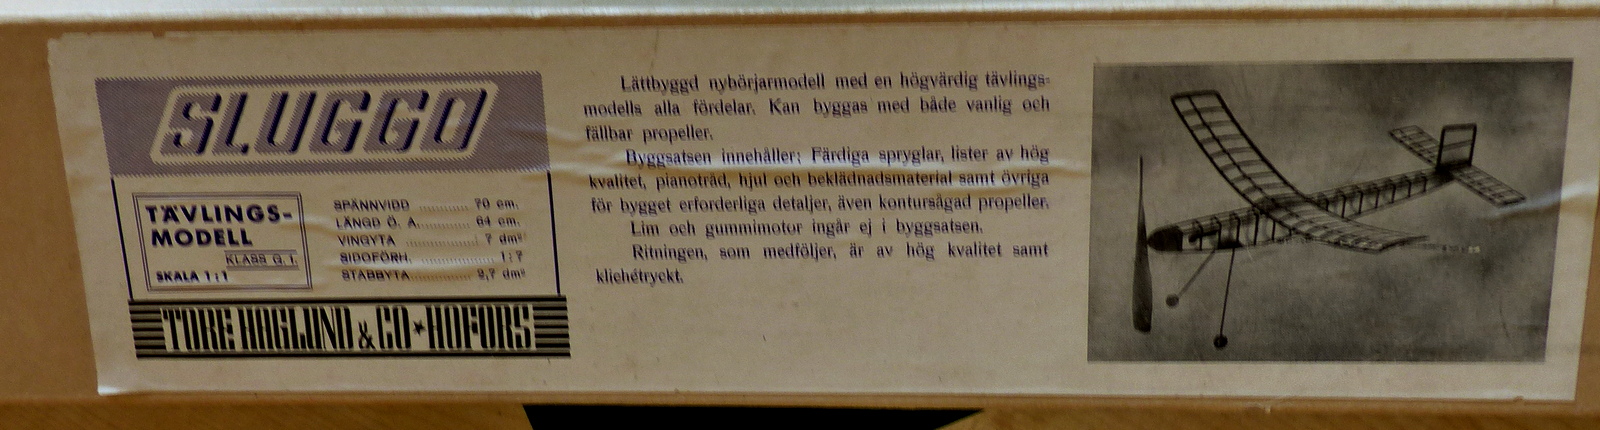 SLUGGO
TÄVLINGS-
MODELL
KLASS G. I.
SKALA 1:1
SPÄNNVIDD .......... 70 cm.
LÄNGD Ö. A. .......... 64 cm.
VINGYTA .......... 7 dm²
SIDOFÖRH. .......... 1:7
STABBYTA .......... 2,7 dm²
TORE HAGLUND & CO ★ HOFORS
Lättbyggd nybörjarmodell med en högvärdig tävlings-
modells alla fördelar. Kan byggas med både vanlig och
fällbar propeller.
Byggsatsen innehåller: Färdiga spryglar, lister av hög
kvalitet, pianotråd, hjul och beklädnadsmaterial samt övriga
för bygget erforderliga detaljer, även kontursågad propeller.
Lim och gummimotor ingår ej i byggsatsen.
Ritningen, som medföljer, är av hög kvalitet samt
klichétryckt.